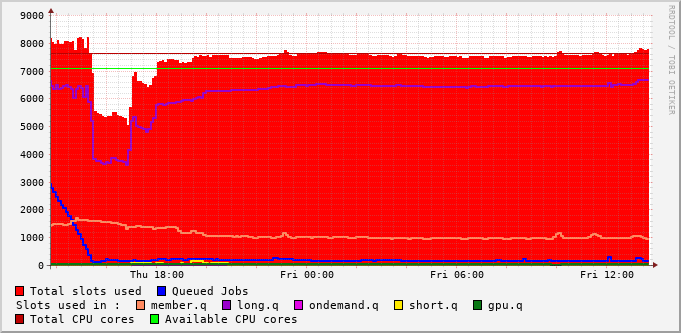 RRDTOOL / TOBI OETIKER
9000
8000
7000
6000
5000
4000
3000
2000
1000
0
Thu 18:00 Fri 00:00 Fri 06:00 Fri 12:00
Total slots used Queued Jobs
Slots used in : member.q long.q ondemand.q short.q gpu.q
Total CPU cores Available CPU cores